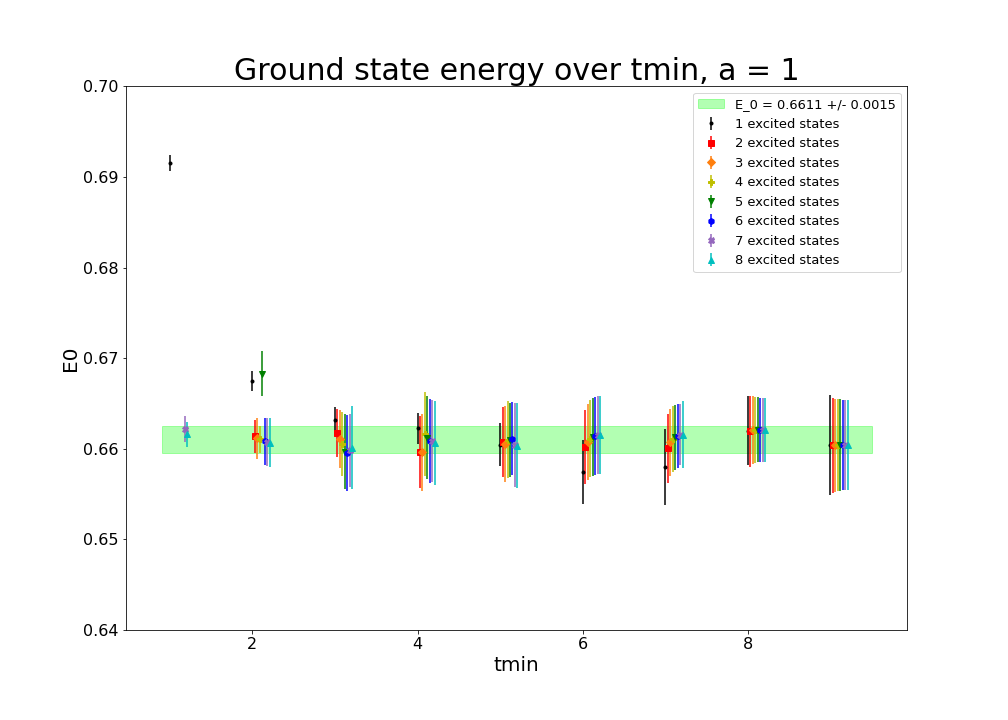 Ground state energy over tmin, a = 1
E0
0.70
0.69
0.68
0.67
0.66
0.65
0.64
E_0 = 0.6611 +/- 0.0015
1 excited states
2 excited states
3 excited states
4 excited states
5 excited states
6 excited states
7 excited states
8 excited states
2
4
6
8
tmin